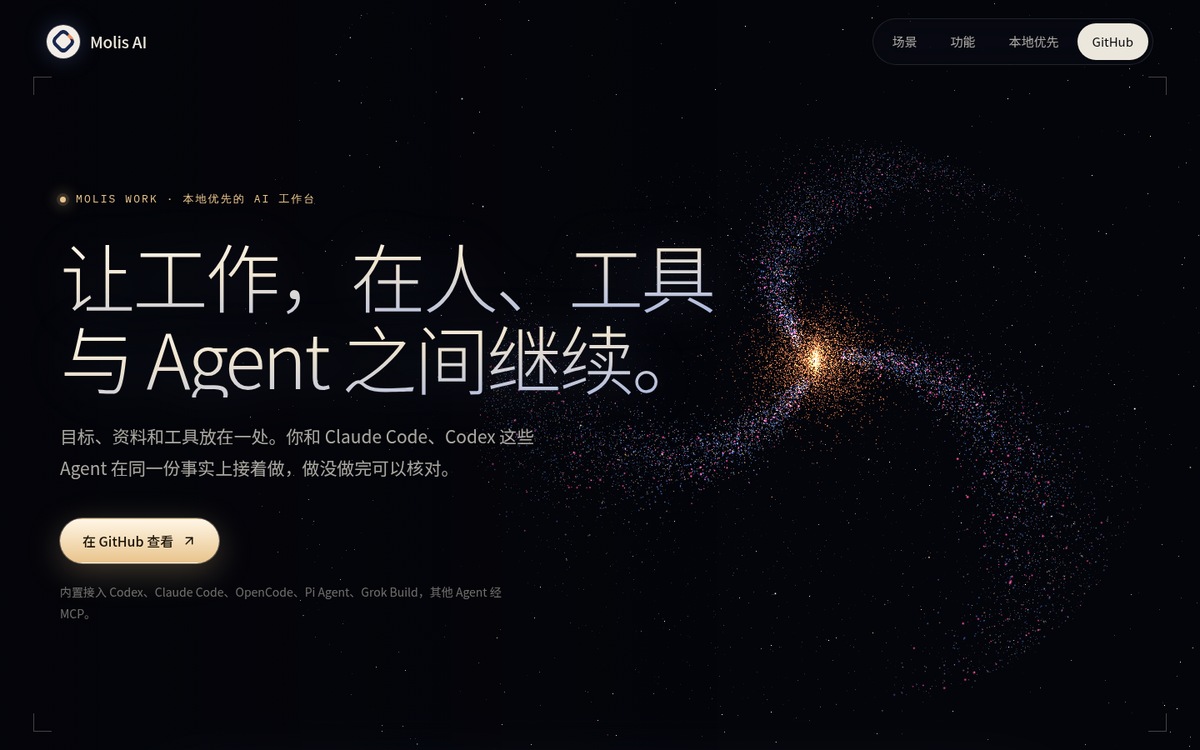 Molis AI
场景
功能
本地优先
GitHub
MOLIS WORK · 本地优先的 AI 工作台
让工作，在人、工具
与 Agent 之间继续。
目标、资料和工具放在一处。你和 Claude Code、Codex 这些
Agent 在同一份事实上接着做，做没做完可以核对。
在 GitHub 查看
内置接入 Codex、Claude Code、OpenCode、Pi Agent、Grok Build，其他 Agent 经
MCP。